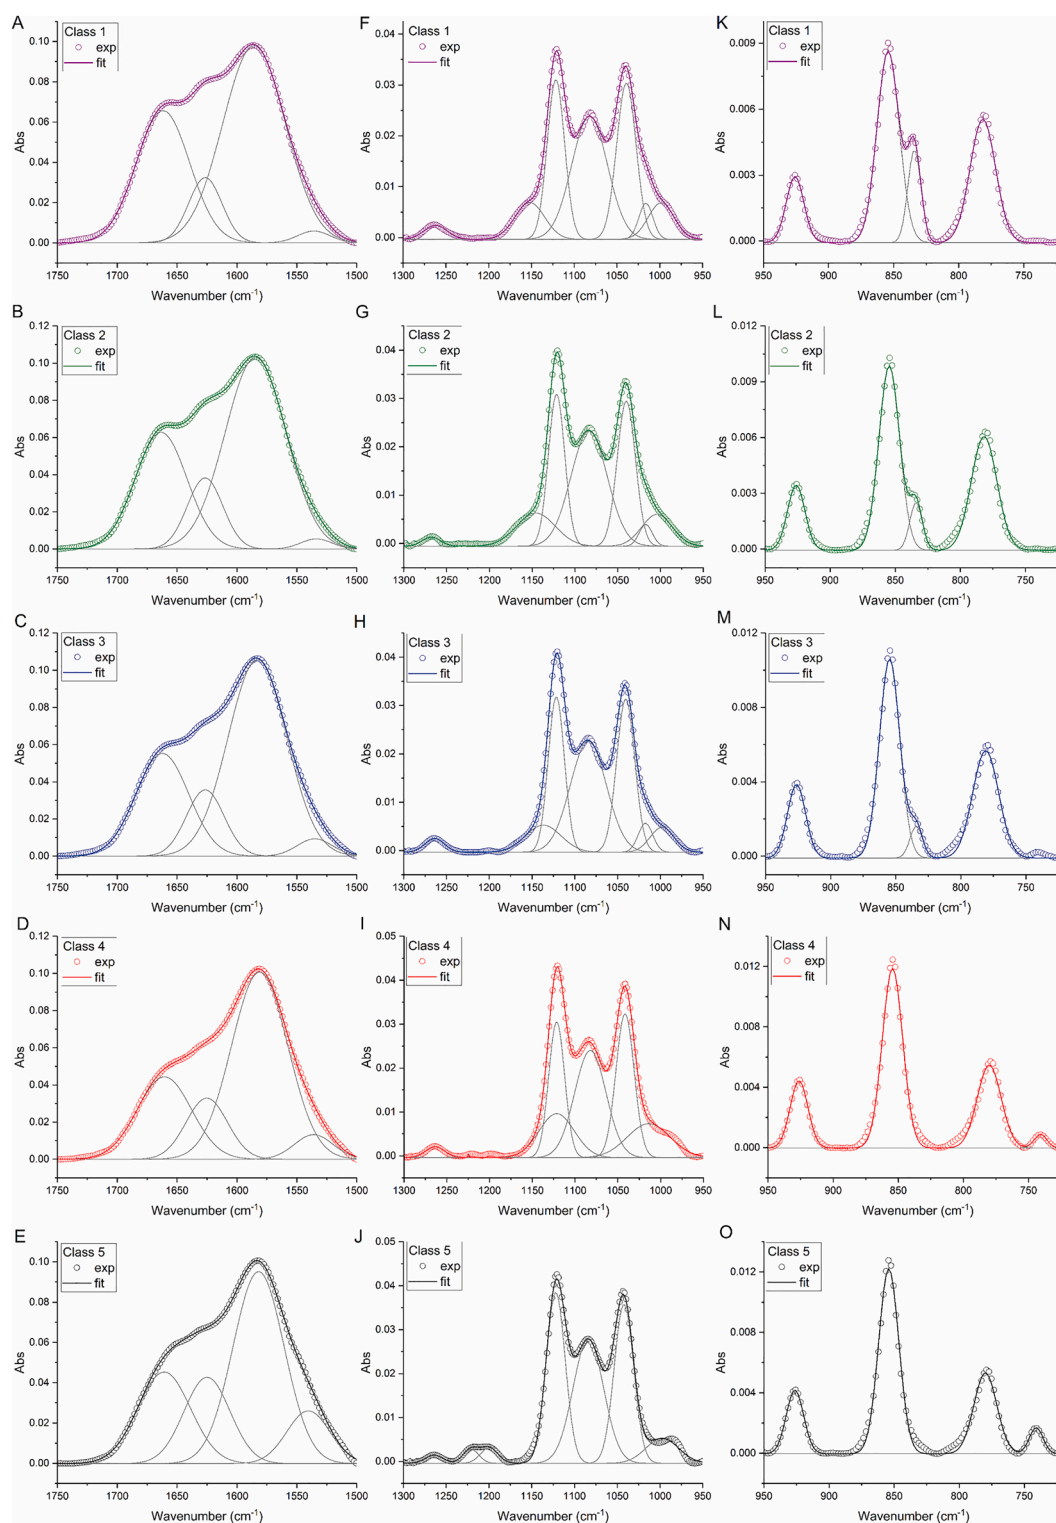 A
Class 1
exp
fit
0.10
0.08
0.06
0.04
0.02
0.00
Abs
1750 1700 1650 1600 1550 1500
Wavenumber (cm⁻¹)
F
Class 1
exp
fit
0.04
0.03
0.02
0.01
0.00
Abs
1300 1250 1200 1150 1100 1050 1000 950
Wavenumber (cm⁻¹)
K
Class 1
exp
fit
0.009
0.006
0.003
0.000
Abs
950 900 850 800 750
Wavenumber (cm⁻¹)
B
Class 2
exp
fit
0.12
0.10
0.08
0.06
0.04
0.02
0.00
Abs
1750 1700 1650 1600 1550 1500
Wavenumber (cm⁻¹)
G
Class 2
exp
fit
0.04
0.03
0.02
0.01
0.00
Abs
1300 1250 1200 1150 1100 1050 1000 950
Wavenumber (cm⁻¹)
L
Class 2
exp
fit
0.012
0.009
0.006
0.003
0.000
Abs
950 900 850 800 750
Wavenumber (cm⁻¹)
C
Class 3
exp
fit
0.12
0.10
0.08
0.06
0.04
0.02
0.00
Abs
1750 1700 1650 1600 1550 1500
Wavenumber (cm⁻¹)
H
Class 3
exp
fit
0.04
0.03
0.02
0.01
0.00
Abs
1300 1250 1200 1150 1100 1050 1000 950
Wavenumber (cm⁻¹)
M
Class 3
exp
fit
0.012
0.008
0.004
0.000
Abs
950 900 850 800 750
Wavenumber (cm⁻¹)
D
Class 4
exp
fit
0.12
0.10
0.08
0.06
0.04
0.02
0.00
Abs
1750 1700 1650 1600 1550 1500
Wavenumber (cm⁻¹)
I
Class 4
exp
fit
0.05
0.04
0.03
0.02
0.01
0.00
Abs
1300 1250 1200 1150 1100 1050 1000 950
Wavenumber (cm⁻¹)
N
Class 4
exp
fit
0.012
0.008
0.004
0.000
Abs
950 900 850 800 750
Wavenumber (cm⁻¹)
E
Class 5
exp
fit
0.10
0.08
0.06
0.04
0.02
0.00
Abs
1750 1700 1650 1600 1550 1500
Wavenumber (cm⁻¹)
J
Class 5
exp
fit
0.05
0.04
0.03
0.02
0.01
0.00
Abs
1300 1250 1200 1150 1100 1050 1000 950
Wavenumber (cm⁻¹)
O
Class 5
exp
fit
0.012
0.008
0.004
0.000
Abs
950 900 850 800 750
Wavenumber (cm⁻¹)